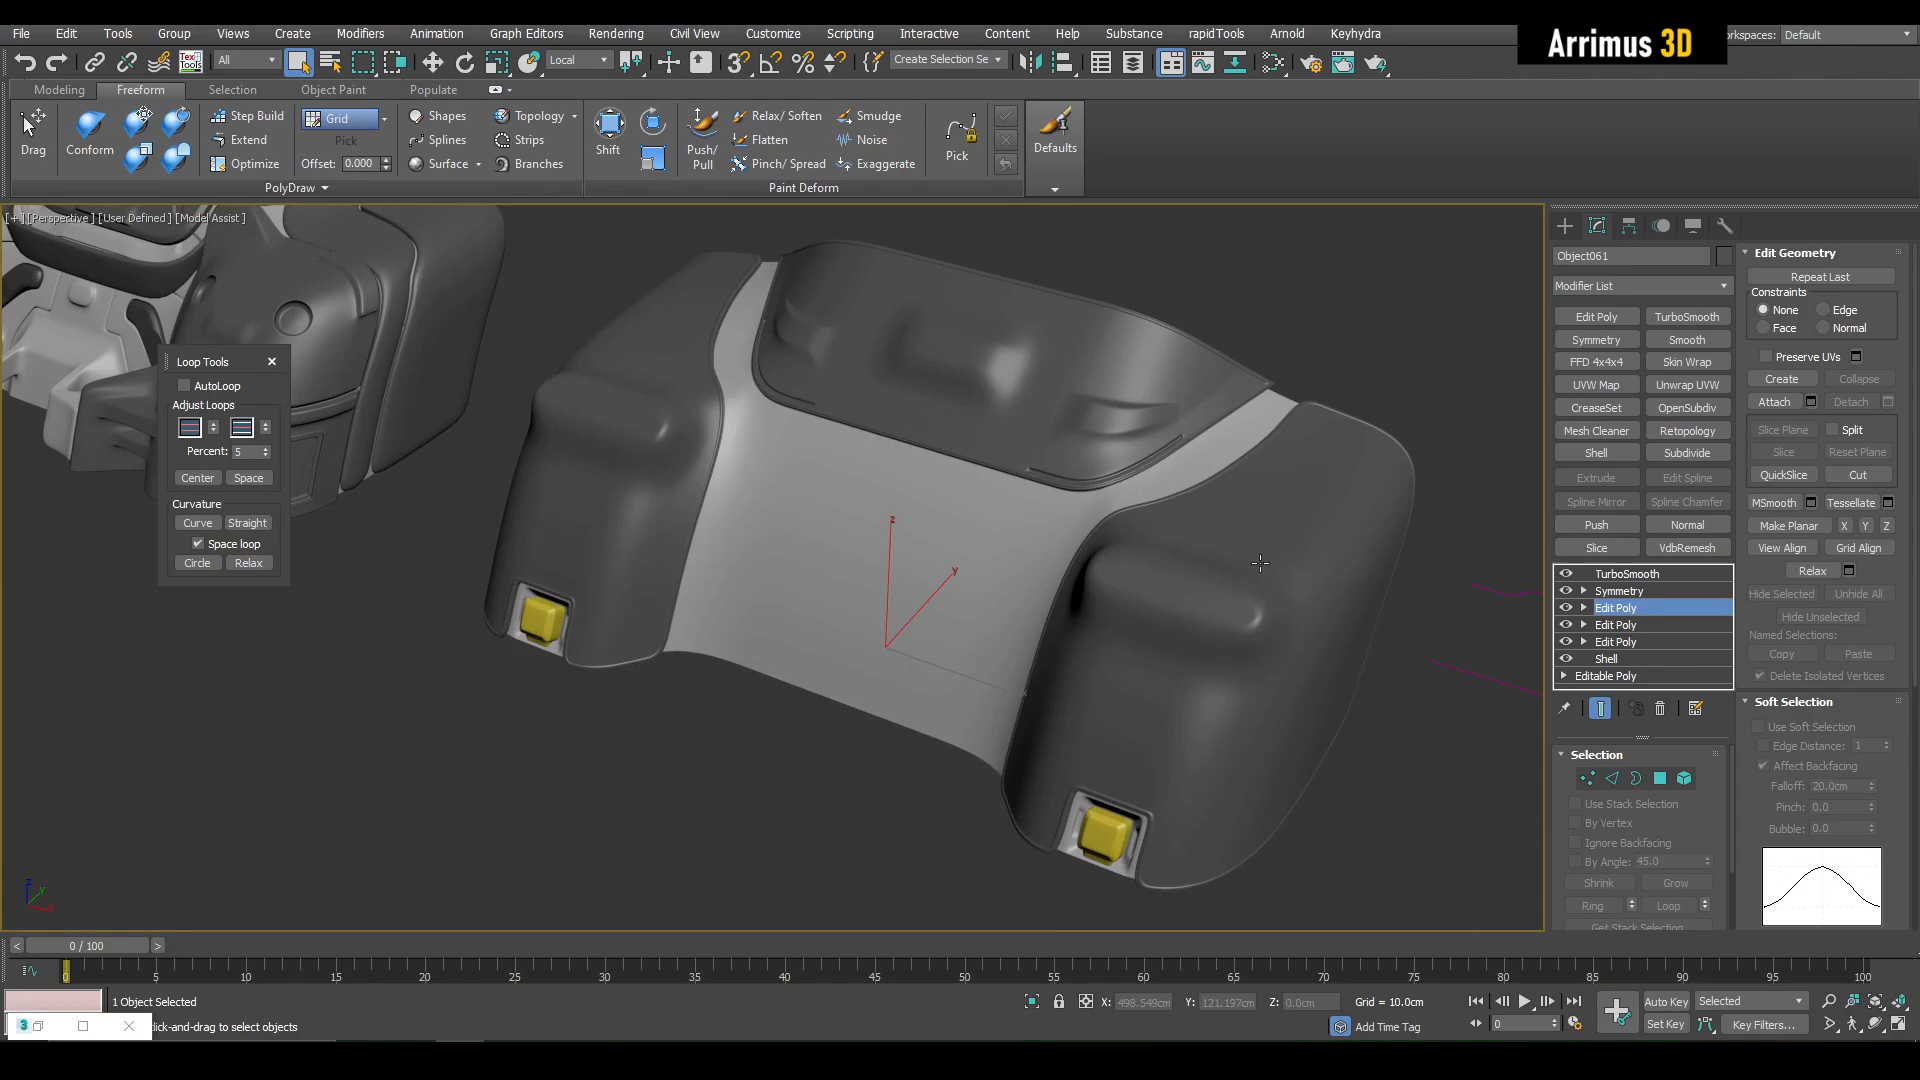 File Edit Tools Group Views Create Modifiers Animation Graph Editors Rendering Civil View Customize Scripting Interactive Content Help Substance rapidTools Arnold Keyhydra
Arrimus 3D
rkspaces: Default
Tex Tools All Local Create Selection Se
Modeling Freeform Selection Object Paint Populate
Step Build Grid Shapes Topology Relax/ Soften Smudge
Drag Conform Extend Pick Splines Strips Shift Push/ Pull Flatten Noise Pick Defaults
Optimize Offset: 0.000 Surface Branches Pinch/ Spread Exaggerate
PolyDraw Paint Deform
[+] [Perspective ] [User Defined ] [Model Assist ]
Loop Tools
AutoLoop
Adjust Loops
Percent: 5
Center Space
Curvature
Curve Straight
Space loop
Circle Relax
z
y
x
z
y
x
Object061
Modifier List
Edit Poly TurboSmooth
Symmetry Smooth
FFD 4x4x4 Skin Wrap
UVW Map Unwrap UVW
CreaseSet OpenSubdiv
Mesh Cleaner Retopology
Shell Subdivide
Extrude Edit Spline
Spline Mirror Spline Chamfer
Push Normal
Slice VdbRemesh
TurboSmooth
Symmetry
Edit Poly
Edit Poly
Edit Poly
Shell
Editable Poly
Selection
Use Stack Selection
By Vertex
Ignore Backfacing
By Angle: 45.0
Shrink Grow
Ring Loop
Get Stack Selection
Edit Geometry
Repeat Last
Constraints
None Edge
Face Normal
Preserve UVs
Create Collapse
Attach Detach
Slice Plane Split
Slice Reset Plane
QuickSlice Cut
MSmooth Tessellate
Make Planar X Y Z
View Align Grid Align
Relax
Hide Selected Unhide All
Hide Unselected
Named Selections:
Copy Paste
Delete Isolated Vertices
Soft Selection
Use Soft Selection
Edge Distance: 1
Affect Backfacing
Falloff: 20.0cm
Pinch: 0.0
Bubble: 0.0
< 0 / 100 >
0 5 10 15 20 25 30 35 40 45 50 55 60 65 70 75 80 85 90 95 100
1 Object Selected X: 498.549cm Y: 121.197cm Z: 0.0cm Grid = 10.0cm Auto Key Selected
3 click-and-drag to select objects Add Time Tag 0 Set Key Key Filters...